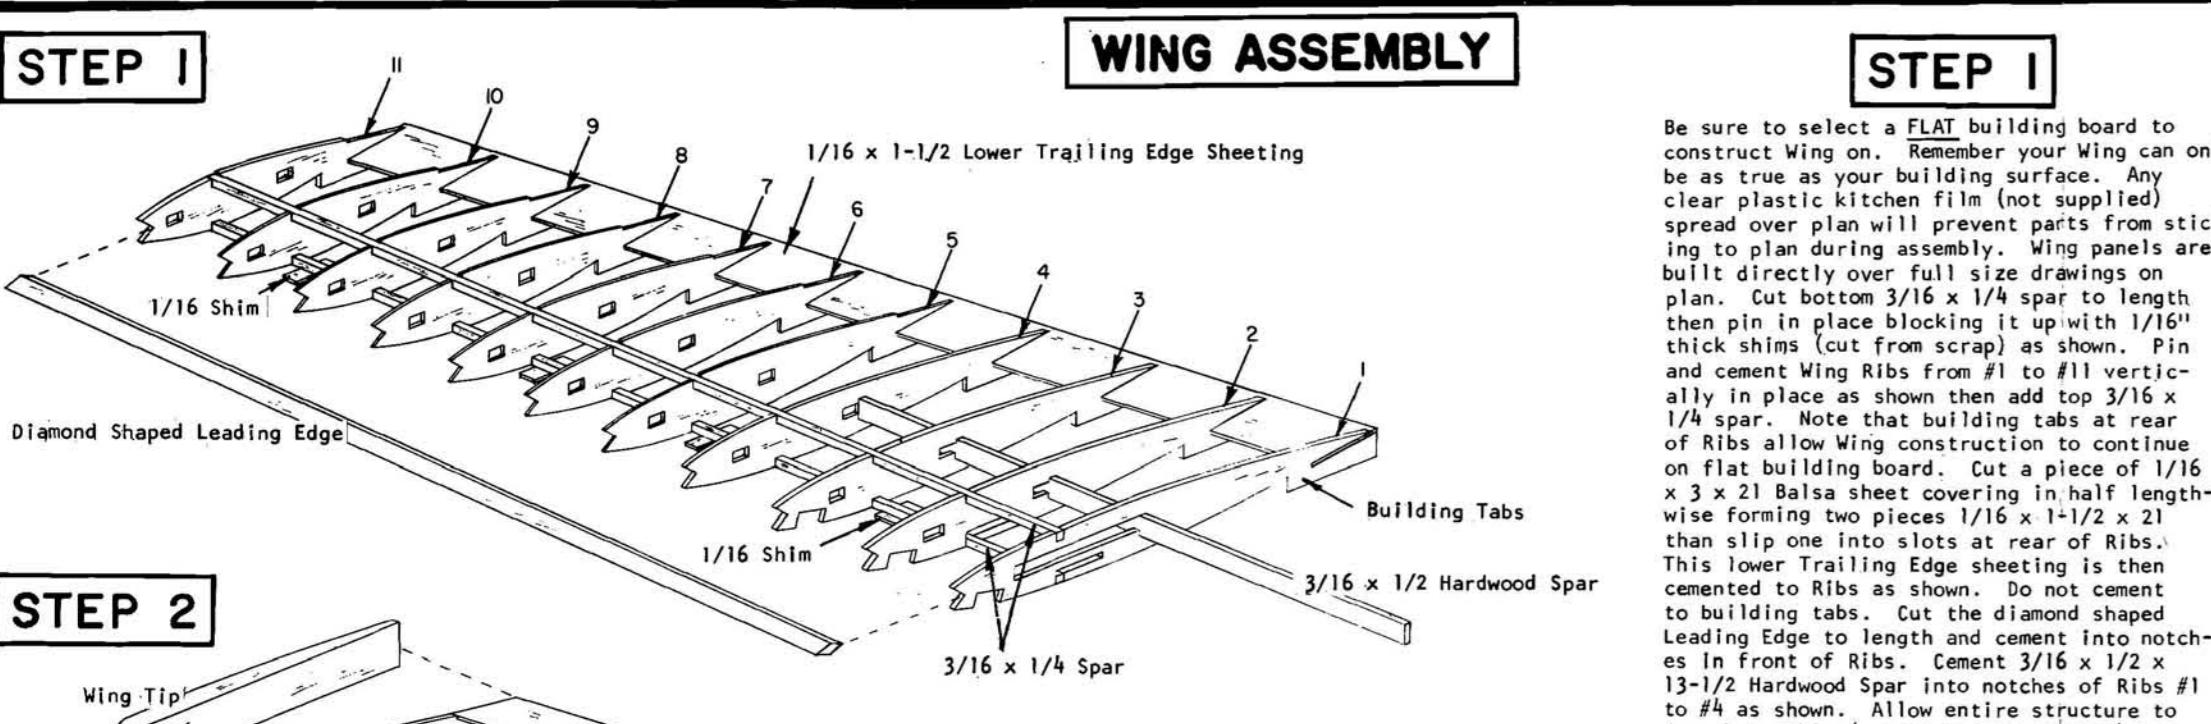 WING ASSEMBLY
STEP 1
11
10
9
8
7
6
5
4
3
2
1
1/16 x 1-1/2 Lower Trailing Edge Sheeting
1/16 Shim
Diamond Shaped Leading Edge
Building Tabs
1/16 Shim
3/16 x 1/2 Hardwood Spar
3/16 x 1/4 Spar
STEP 2
Wing Tip
STEP 1
Be sure to select a FLAT building board to
construct Wing on. Remember your Wing can on
be as true as your building surface. Any
clear plastic kitchen film (not supplied)
spread over plan will prevent parts from stic
ing to plan during assembly. Wing panels are
built directly over full size drawings on
plan. Cut bottom 3/16 x 1/4 spar to length
then pin in place blocking it up with 1/16"
thick shims (cut from scrap) as shown. Pin
and cement Wing Ribs from #1 to #11 vertic-
ally in place as shown then add top 3/16 x
1/4 spar. Note that building tabs at rear
of Ribs allow Wing construction to continue
on flat building board. Cut a piece of 1/16
x 3 x 21 Balsa sheet covering in half length-
wise forming two pieces 1/16 x 1-1/2 x 21
than slip one into slots at rear of Ribs.
This lower Trailing Edge sheeting is then
cemented to Ribs as shown. Do not cement
to building tabs. Cut the diamond shaped
Leading Edge to length and cement into notch-
es in front of Ribs. Cement 3/16 x 1/2 x
13-1/2 Hardwood Spar into notches of Ribs #1
to #4 as shown. Allow entire structure to